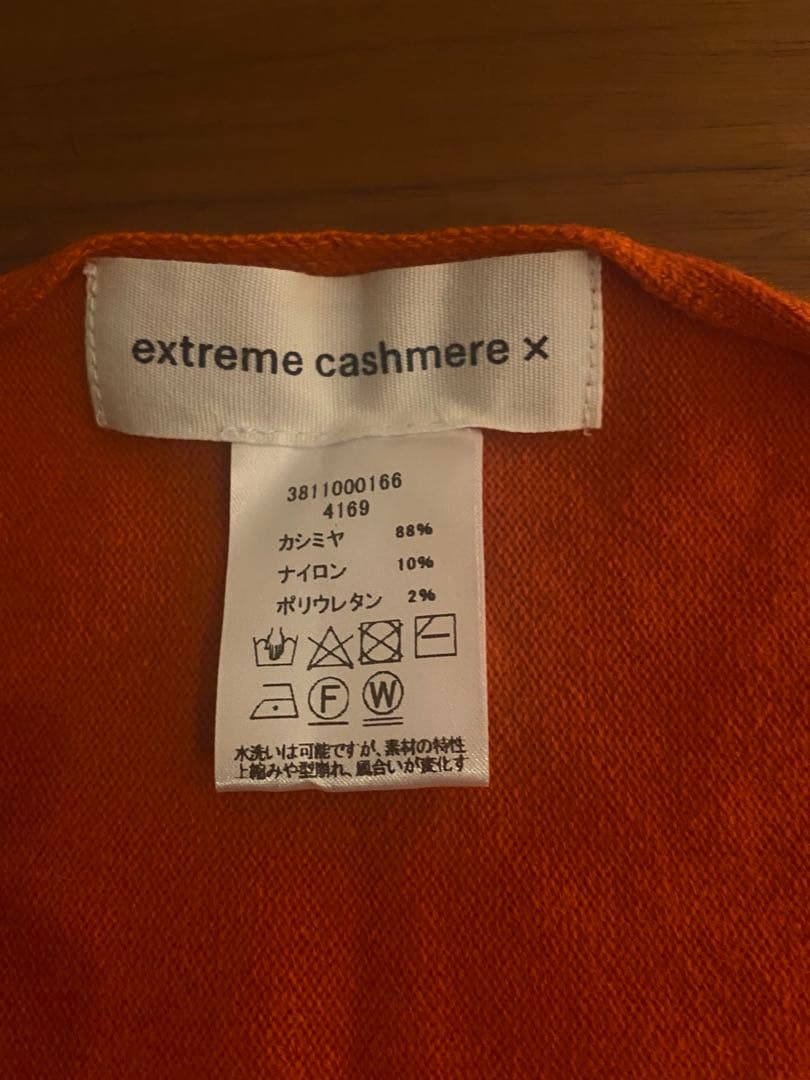 extreme cashmere ×
3811000166
4169
カシミヤ 88%
ナイロン 10%
ポリウレタン 2%
F W
水洗いは可能ですが、素材の特性
上縮みや型崩れ、風合いが変化す